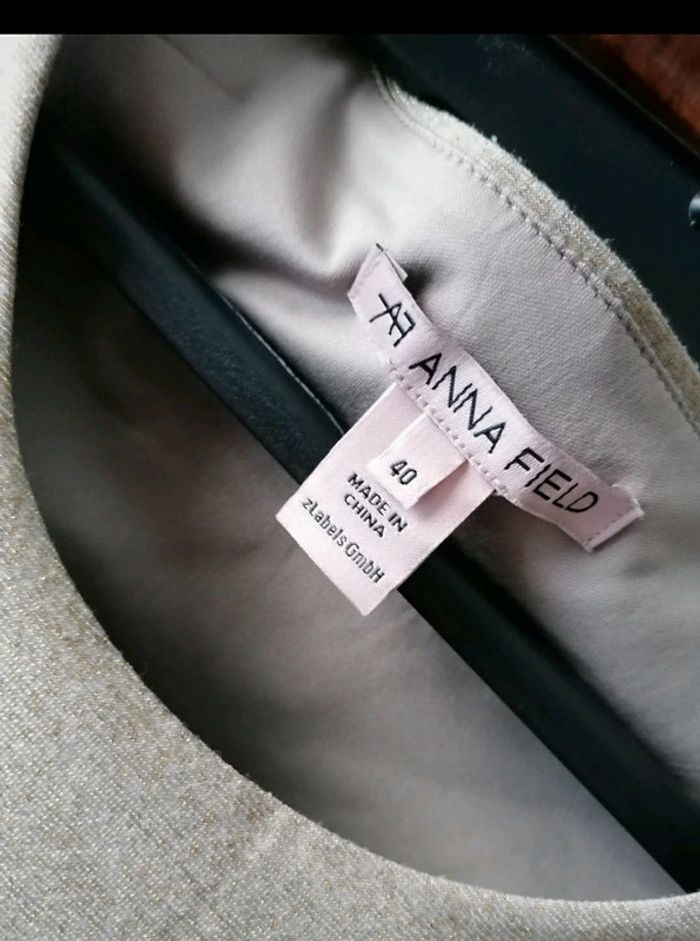 AF ANNA FIELD
40
MADE IN
CHINA
zLabels GmbH